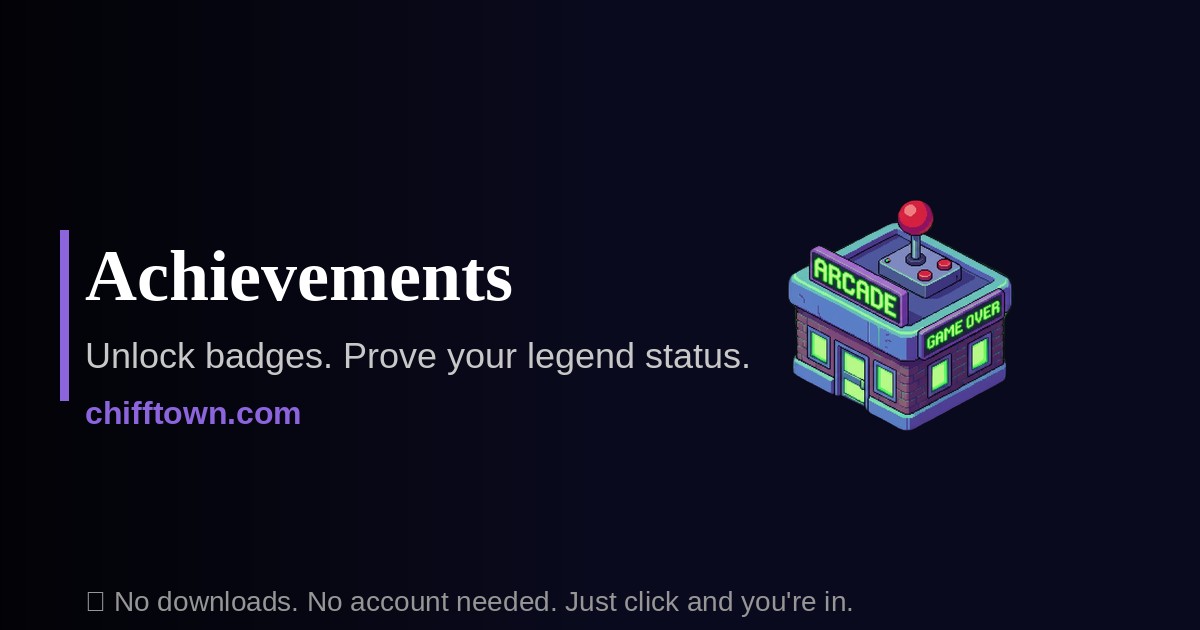 Achievements
Unlock badges. Prove your legend status.
chifftown.com
ARCADE
GAME OVER
No downloads. No account needed. Just click and you're in.